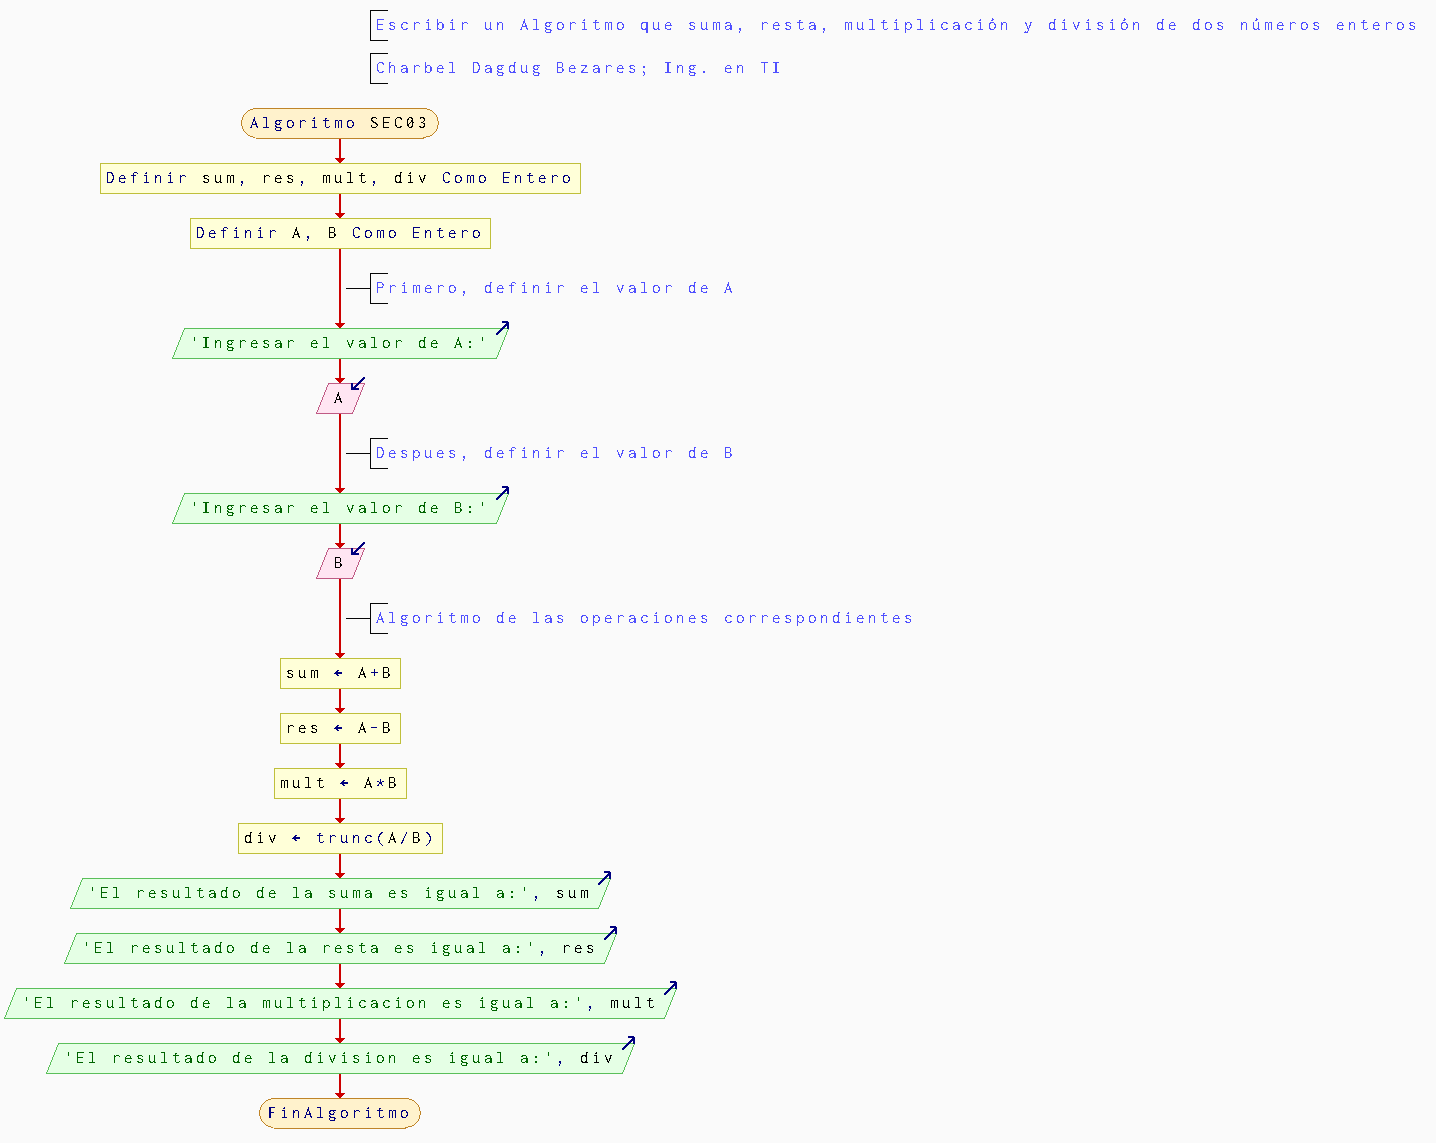 Escribir un Algoritmo que suma, resta, multiplicación y división de dos números enteros
Charbel Dagdug Bezares; Ing. en TI
Algoritmo SEC03
Definir sum, res, mult, div Como Entero
Definir A, B Como Entero
Primero, definir el valor de A
'Ingresar el valor de A:'
A
Despues, definir el valor de B
'Ingresar el valor de B:'
B
Algoritmo de las operaciones correspondientes
sum ← A+B
res ← A-B
mult ← A*B
div ← trunc(A/B)
'El resultado de la suma es igual a:', sum
'El resultado de la resta es igual a:', res
'El resultado de la multiplicacion es igual a:', mult
'El resultado de la division es igual a:', div
FinAlgoritmo